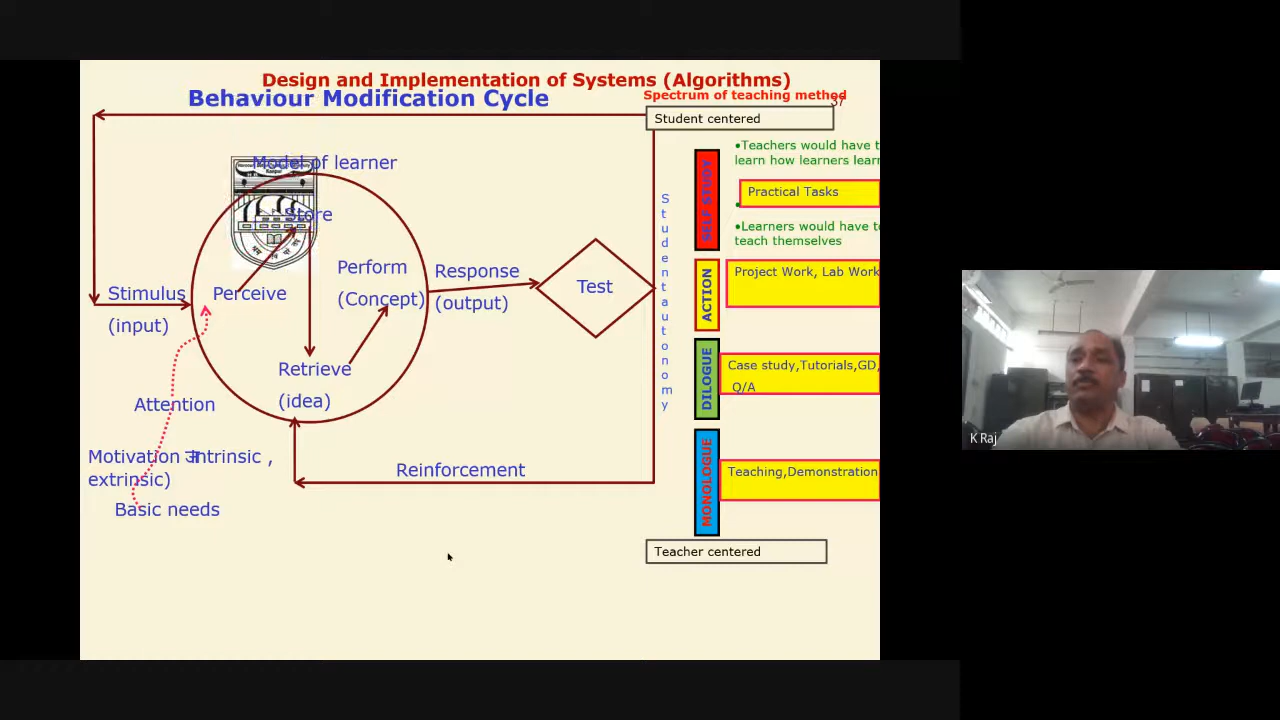 Design and Implementation of Systems (Algorithms)
Behaviour Modification Cycle
Spectrum of teaching method
37
Student centered
Model of learner
Store
Perceive
Perform
(Concept)
Retrieve
(idea)
Stimulus
(input)
Response
(output)
Test
Attention
Motivation
Intrinsic ,
extrinsic)
Basic needs
Reinforcement
Student autonomy
SELF STUDY
•Teachers would have t
learn how learners learn
Practical Tasks
•Learners would have to
teach themselves
ACTION
Project Work, Lab Work
DILOGUE
Case study,Tutorials,GD,
Q/A
MONOLOGUE
Teaching,Demonstration
Teacher centered
K Raj